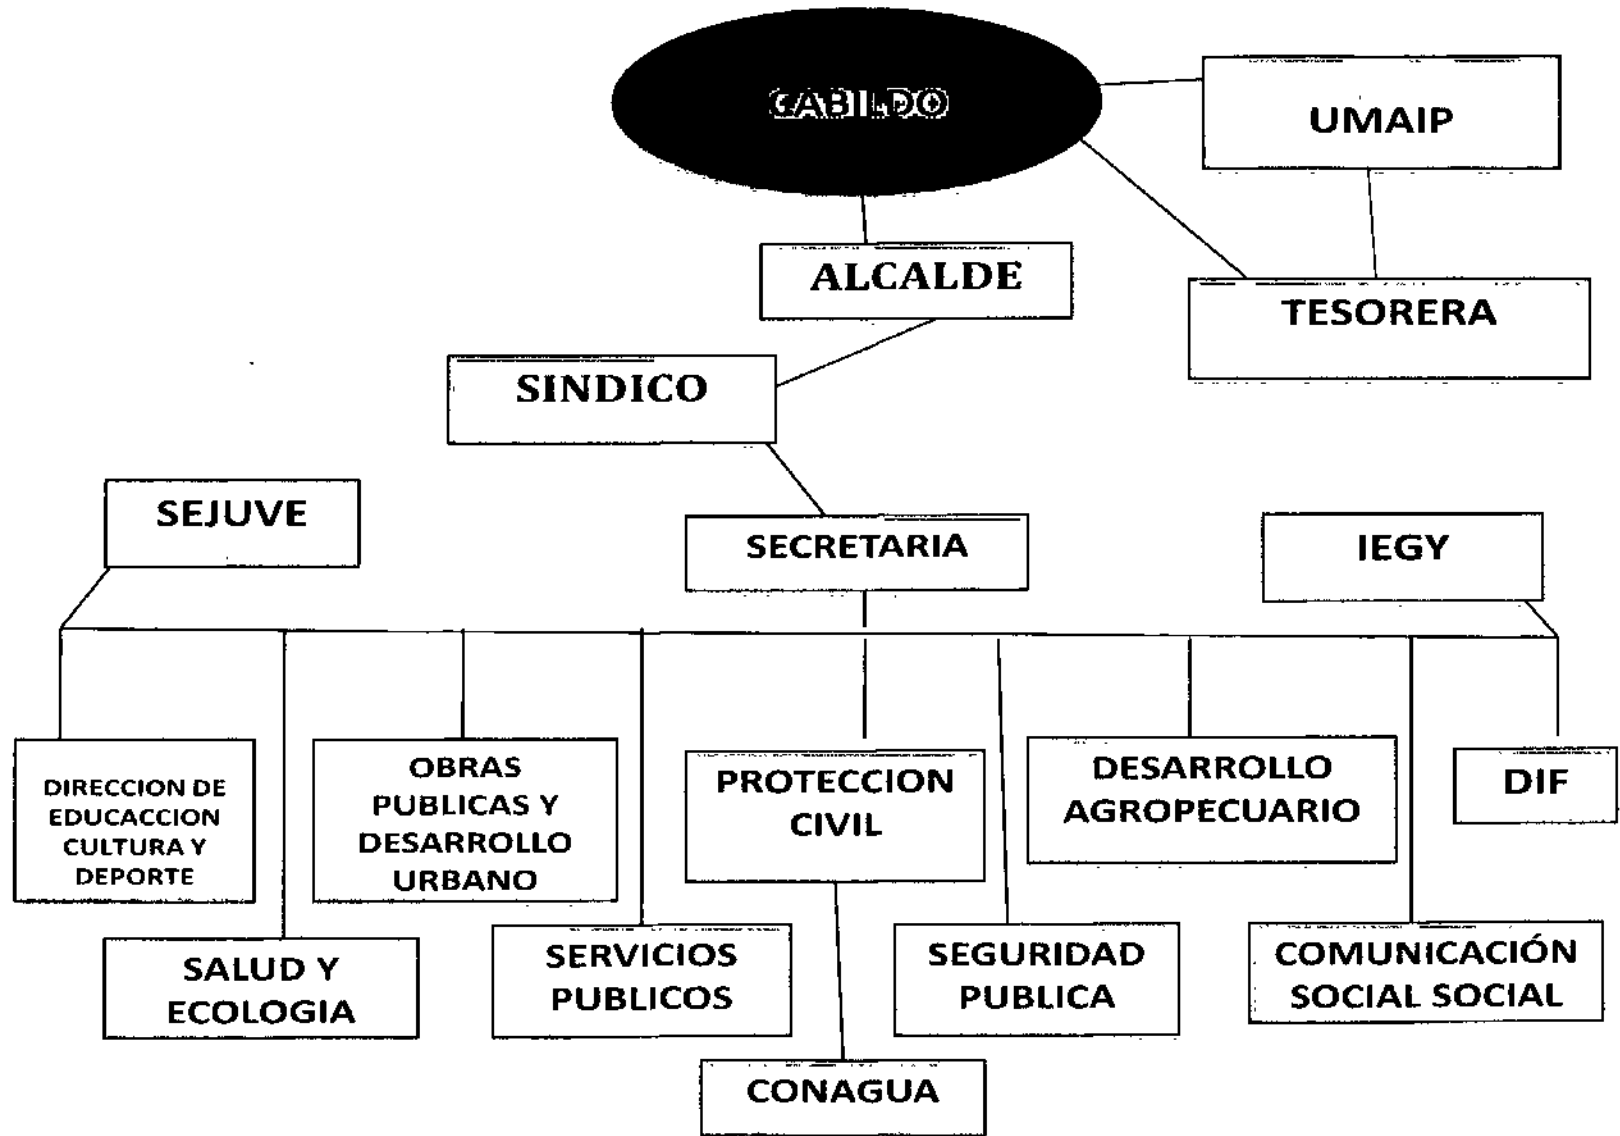 CABILDO
UMAIP
ALCALDE
TESORERA
SINDICO
SEJUVE
SECRETARIA
IEGY
DIRECCION DE
EDUCACCION
CULTURA Y
DEPORTE
OBRAS
PUBLICAS Y
DESARROLLO
URBANO
PROTECCION
CIVIL
DESARROLLO
AGROPECUARIO
DIF
SALUD Y
ECOLOGIA
SERVICIOS
PUBLICOS
SEGURIDAD
PUBLICA
COMUNICACIÓN
SOCIAL SOCIAL
CONAGUA